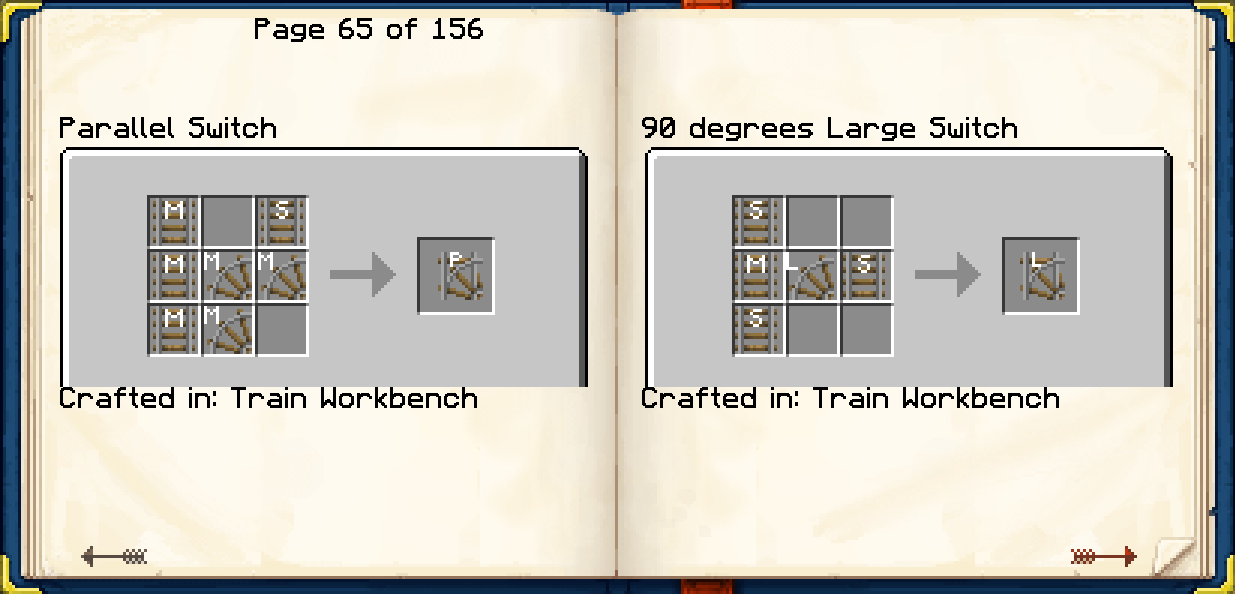 Page 65 of 156
Parallel Switch
M S
M M M
M M
P
Crafted in: Train Workbench
90 degrees Large Switch
S
M L S
S
L
Crafted in: Train Workbench